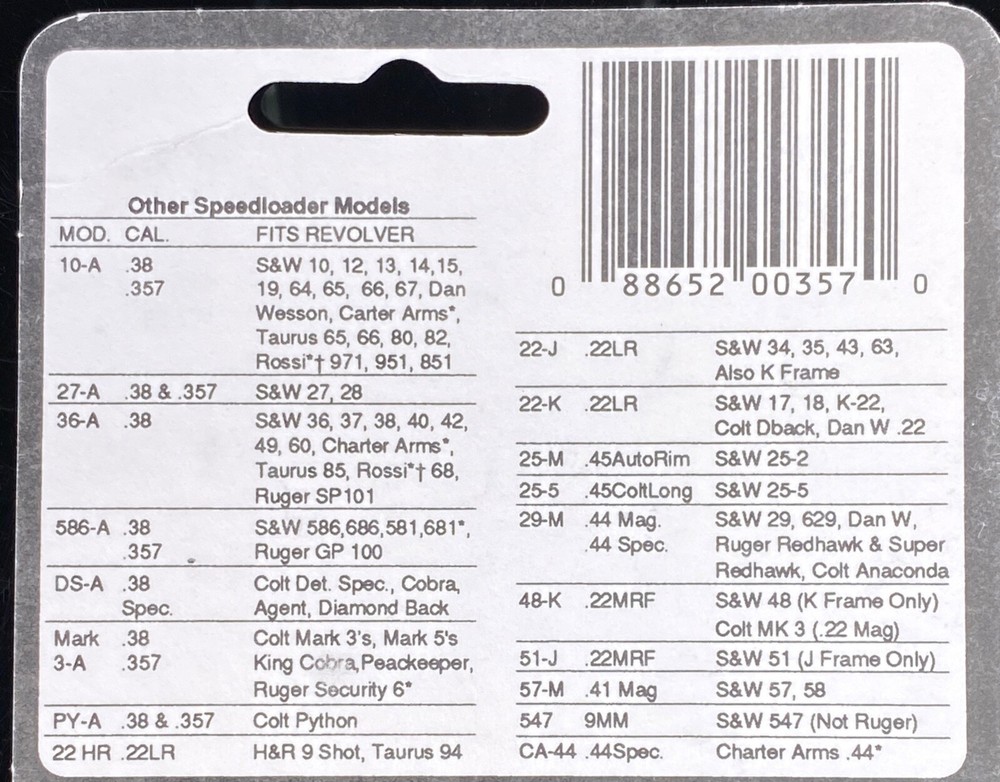 Other Speedloader Models
MOD. CAL. FITS REVOLVER
10-A .38 S&W 10, 12, 13, 14,15,
.357 19, 64, 65, 66, 67, Dan
Wesson, Carter Arms*,
Taurus 65, 66, 80, 82,
Rossi*† 971, 951, 851
27-A .38 & .357 S&W 27, 28
36-A .38 S&W 36, 37, 38, 40, 42,
49, 60, Charter Arms*,
Taurus 85, Rossi*† 68,
Ruger SP101
586-A .38 S&W 586,686,581,681*,
.357 Ruger GP 100
DS-A .38 Colt Det. Spec., Cobra,
Spec. Agent, Diamond Back
Mark .38 Colt Mark 3's, Mark 5's
3-A .357 King Cobra,Peackeeper,
Ruger Security 6*
PY-A .38 & .357 Colt Python
22 HR .22LR H&R 9 Shot, Taurus 94
0 88652 00357 0
22-J .22LR S&W 34, 35, 43, 63,
Also K Frame
22-K .22LR S&W 17, 18, K-22,
Colt Dback, Dan W .22
25-M .45AutoRim S&W 25-2
25-5 .45ColtLong S&W 25-5
29-M .44 Mag. S&W 29, 629, Dan W,
.44 Spec. Ruger Redhawk & Super
Redhawk, Colt Anaconda
48-K .22MRF S&W 48 (K Frame Only)
Colt MK 3 (.22 Mag)
51-J .22MRF S&W 51 (J Frame Only)
57-M .41 Mag S&W 57, 58
547 9MM S&W 547 (Not Ruger)
CA-44 .44Spec. Charter Arms .44*